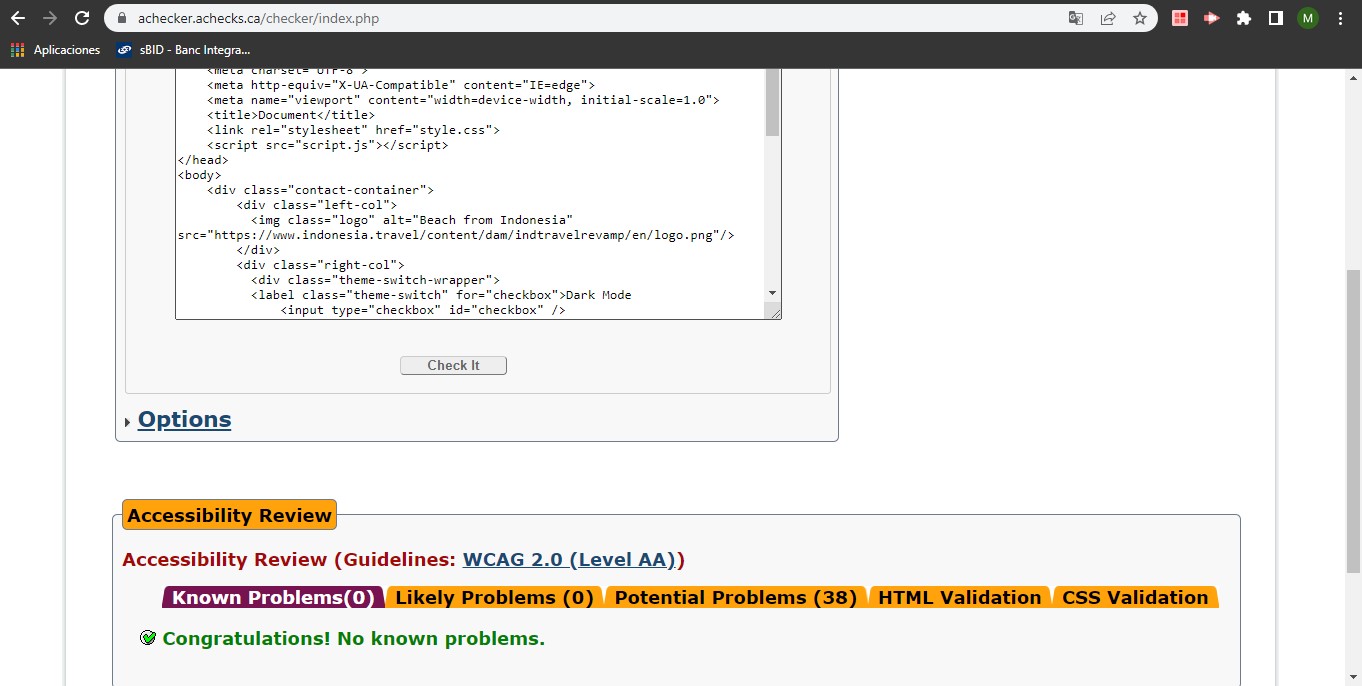 achecker.achecks.ca/checker/index.php
M
Aplicaciones
sBID - Banc Integra...
<meta charset="UTF-8">
<meta http-equiv="X-UA-Compatible" content="IE=edge">
<meta name="viewport" content="width=device-width, initial-scale=1.0">
<title>Document</title>
<link rel="stylesheet" href="style.css">
<script src="script.js"></script>
</head>
<body>
<div class="contact-container">
<div class="left-col">
<img class="logo" alt="Beach from Indonesia"
src="https://www.indonesia.travel/content/dam/indtravelrevamp/en/logo.png"/>
</div>
<div class="right-col">
<div class="theme-switch-wrapper">
<label class="theme-switch" for="checkbox">Dark Mode
<input type="checkbox" id="checkbox" />
Check It
Options
Accessibility Review
Accessibility Review (Guidelines: WCAG 2.0 (Level AA))
Known Problems(0) Likely Problems (0) Potential Problems (38) HTML Validation CSS Validation
Congratulations! No known problems.